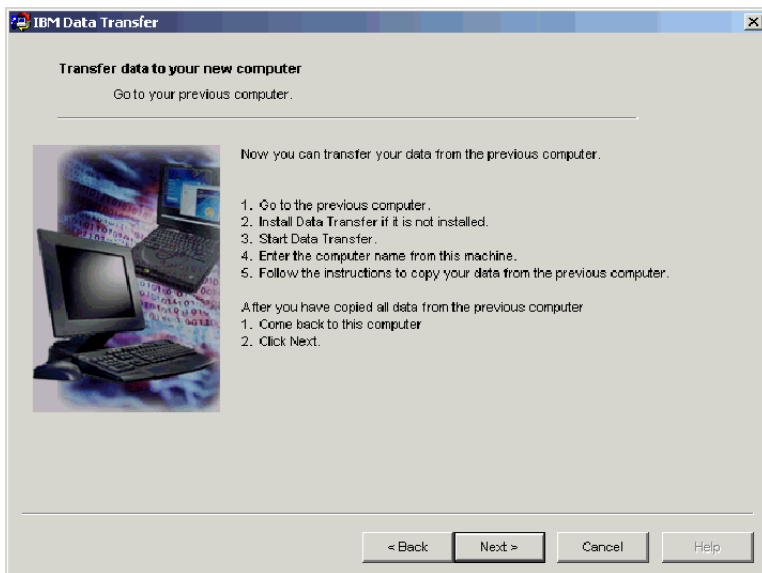 IBM Data Transfer
Transfer data to your new computer
Go to your previous computer.
Now you can transfer your data from the previous computer.
1. Go to the previous computer.
2. Install Data Transfer if it is not installed.
3. Start Data Transfer.
4. Enter the computer name from this machine.
5. Follow the instructions to copy your data from the previous computer.
After you have copied all data from the previous computer
1. Come back to this computer
2. Click Next.
< Back Next > Cancel Help